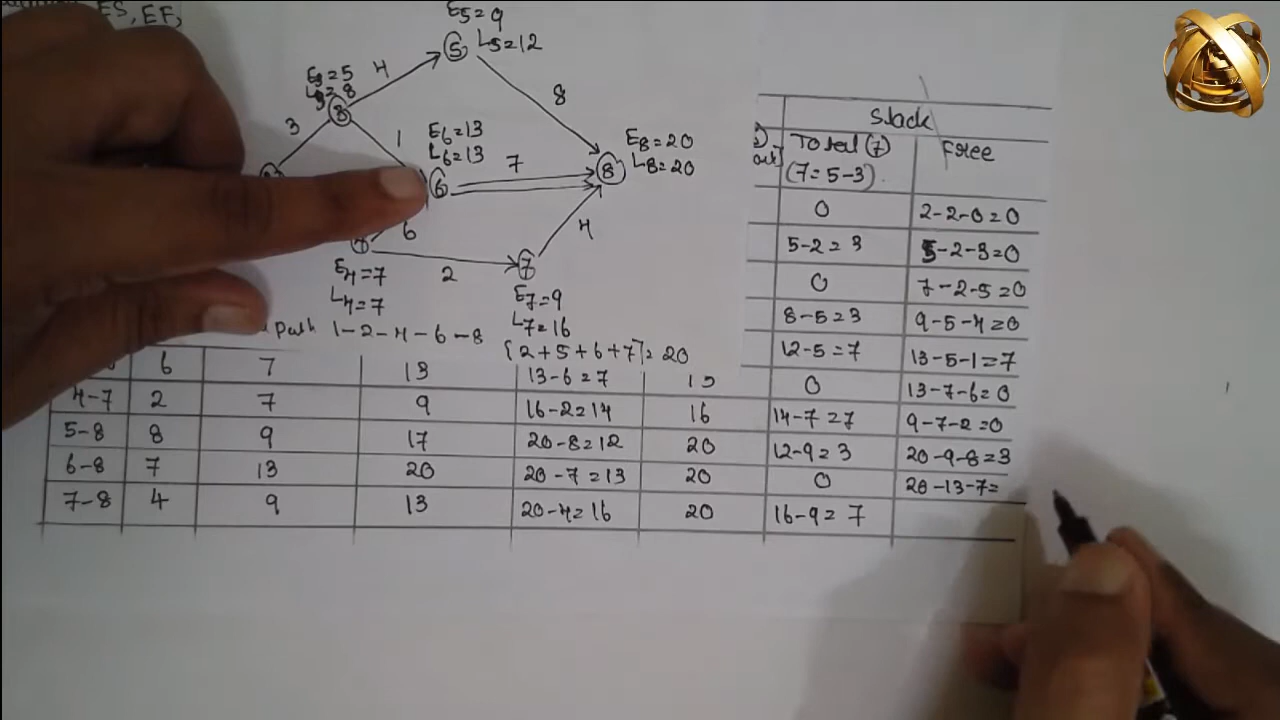 ES, EF,
E5=9
L5=12
4
E3=5
L3=8
3
3
5
8
1
E6=13
L6=13
6
7
8
E8=20
L8=20
6
2
7
4
E4=7
L4=7
E7=9
L7=16
path 1-2-4-6-8
{2+5+6+7}=20
Slack
Total (7) Free
(7=5-3)
0 2-2-0=0
5-2=3 5-2-3=0
0 7-2-5=0
8-5=3 9-5-4=0
12-5=7 13-5-1=7
6 7 13 13-6=7 13 0 13-7-6=0
4-7 2 7 9 16-2=14 16 14-7=7 9-7-2=0
5-8 8 9 17 20-8=12 20 12-9=3 20-9-8=3
6-8 7 13 20 20-7=13 20 0 20-13-7=
7-8 4 9 13 20-4=16 20 16-9=7